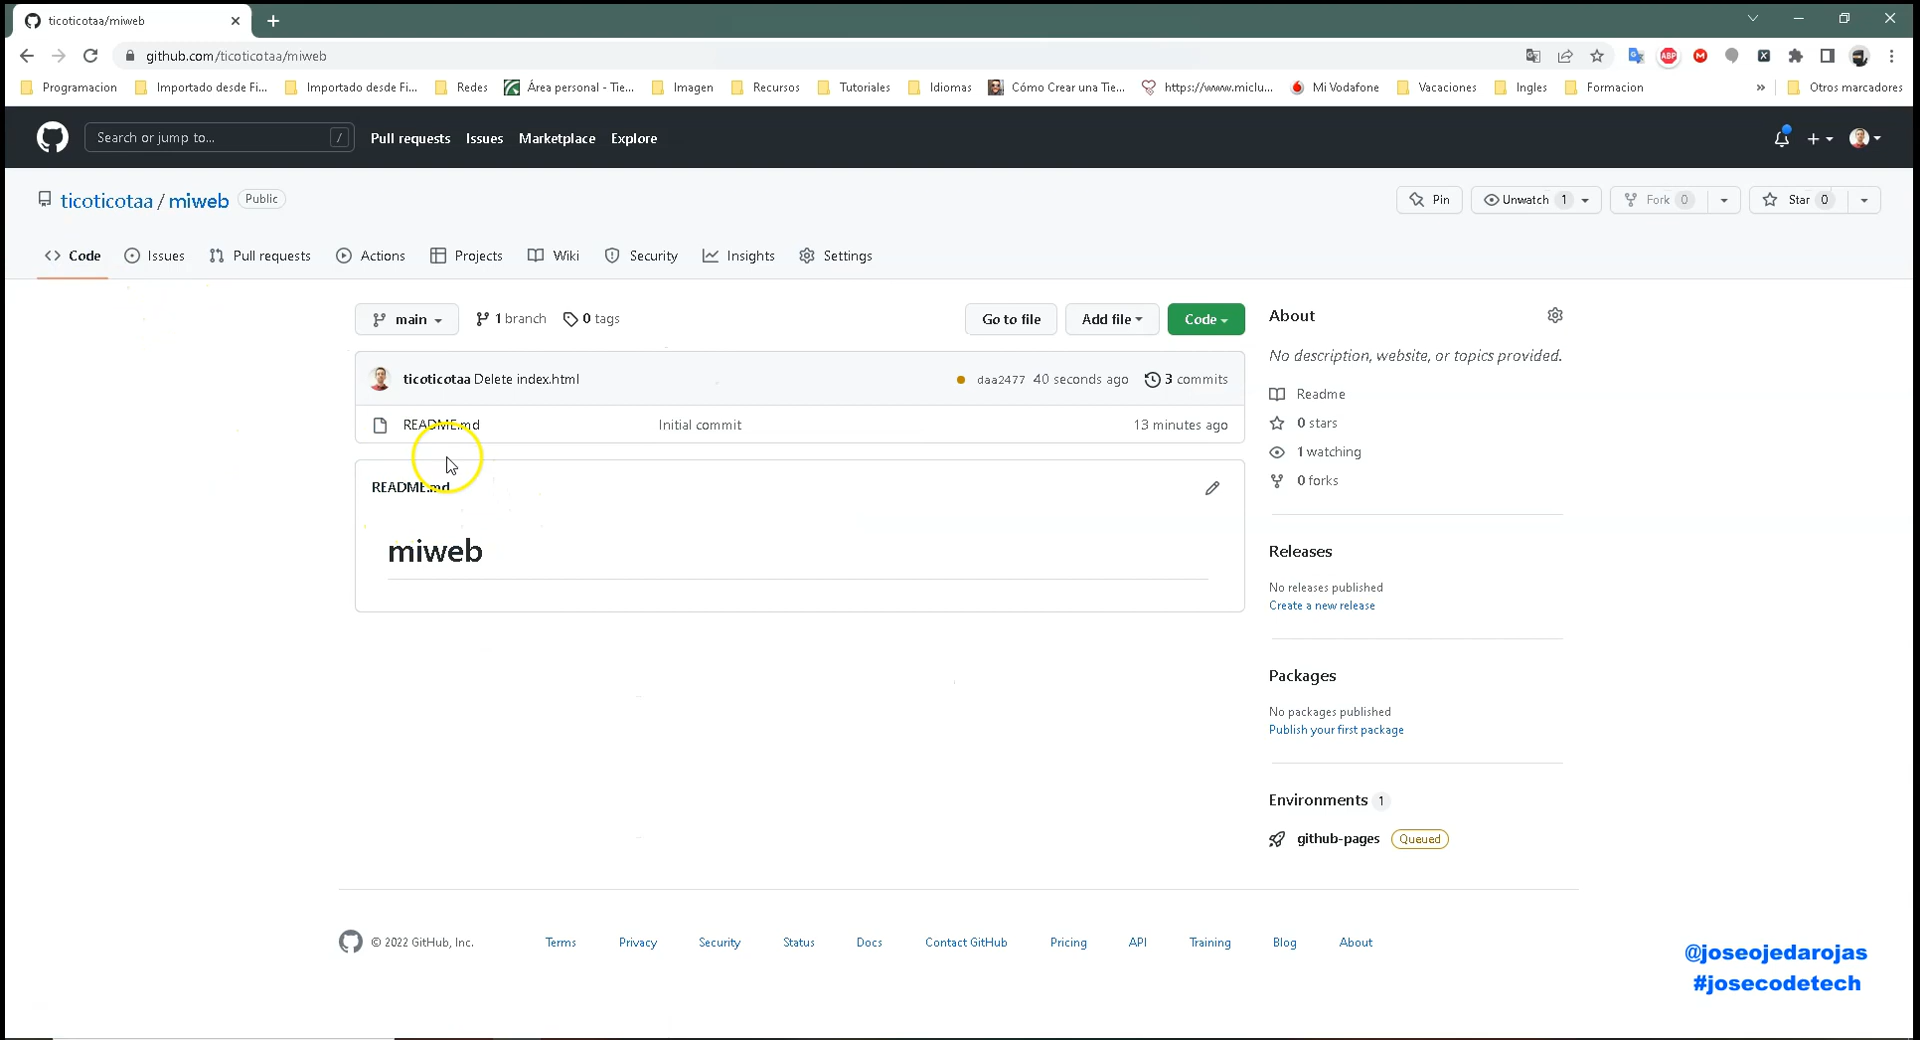 ticoticotaa/miweb
github.com/ticoticotaa/miweb
Programacion
Importado desde Fi...
Importado desde Fi...
Redes
Área personal - Tie...
Imagen
Recursos
Tutoriales
Idiomas
Cómo Crear una Tie...
https://www.miclu...
Mi Vodafone
Vacaciones
Ingles
Formacion
»
Otros marcadores
Search or jump to...
/
Pull requests
Issues
Marketplace
Explore
ticoticotaa / miweb
Public
Pin
Unwatch 1
Fork 0
Star 0
Code
Issues
Pull requests
Actions
Projects
Wiki
Security
Insights
Settings
main
1 branch
0 tags
Go to file
Add file
Code
ticoticotaa Delete index.html
daa2477 40 seconds ago
3 commits
README.md
Initial commit
13 minutes ago
README.md
miweb
About
No description, website, or topics provided.
Readme
0 stars
1 watching
0 forks
Releases
No releases published
Create a new release
Packages
No packages published
Publish your first package
Environments 1
github-pages Queued
© 2022 GitHub, Inc.
Terms
Privacy
Security
Status
Docs
Contact GitHub
Pricing
API
Training
Blog
About
@joseojedarojas
#josecodetech
ABP
M
X